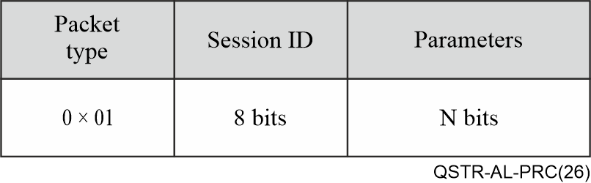 Packet type
Session ID
Parameters
0 × 01
8 bits
N bits
QSTR-AL-PRC(26)